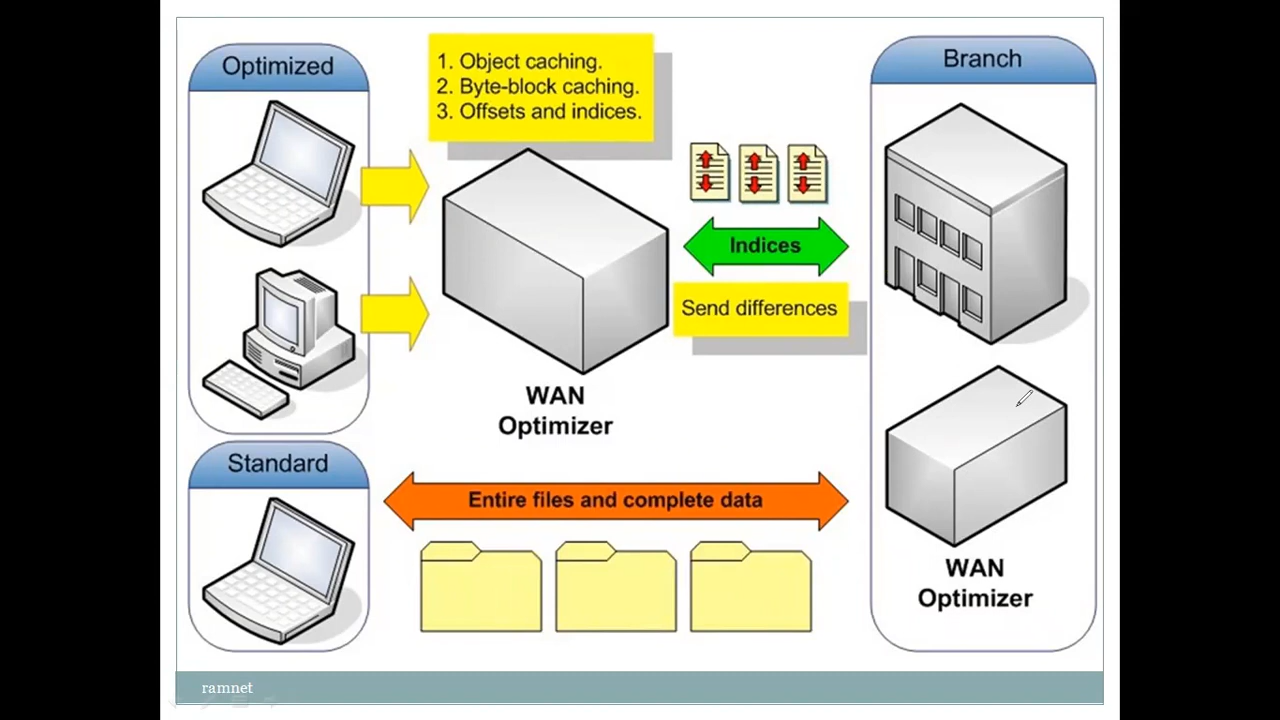 Optimized
1. Object caching.
2. Byte-block caching.
3. Offsets and indices.
Branch
Indices
Send differences
WAN
Optimizer
Standard
Entire files and complete data
WAN
Optimizer
ramnet